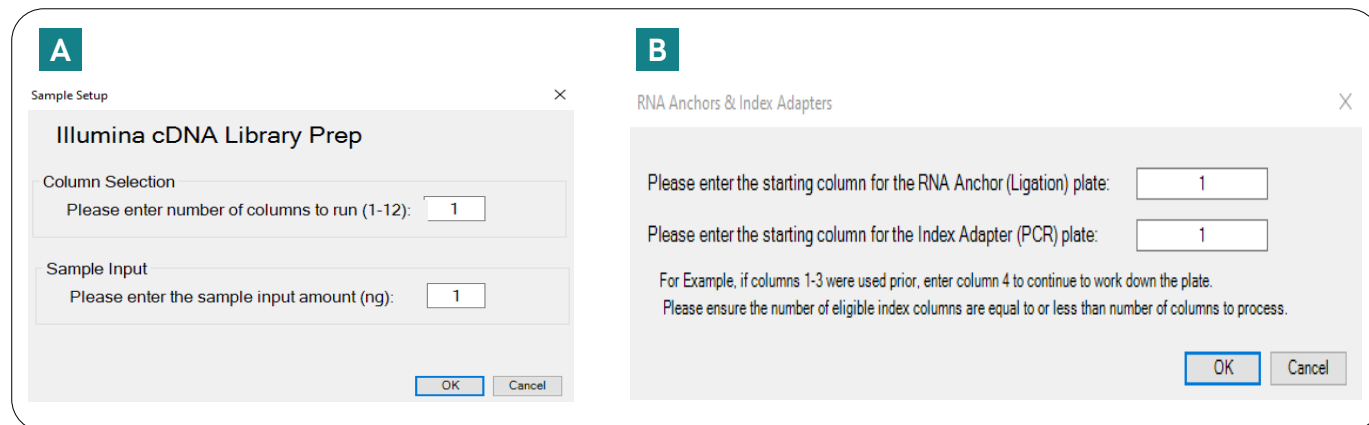 A
Sample Setup
Illumina cDNA Library Prep
Column Selection
Please enter number of columns to run (1-12): 1
Sample Input
Please enter the sample input amount (ng): 1
OK Cancel
B
RNA Anchors & Index Adapters
Please enter the starting column for the RNA Anchor (Ligation) plate: 1
Please enter the starting column for the Index Adapter (PCR) plate: 1
For Example, if columns 1-3 were used prior, enter column 4 to continue to work down the plate.
Please ensure the number of eligible index columns are equal to or less than number of columns to process.
OK Cancel